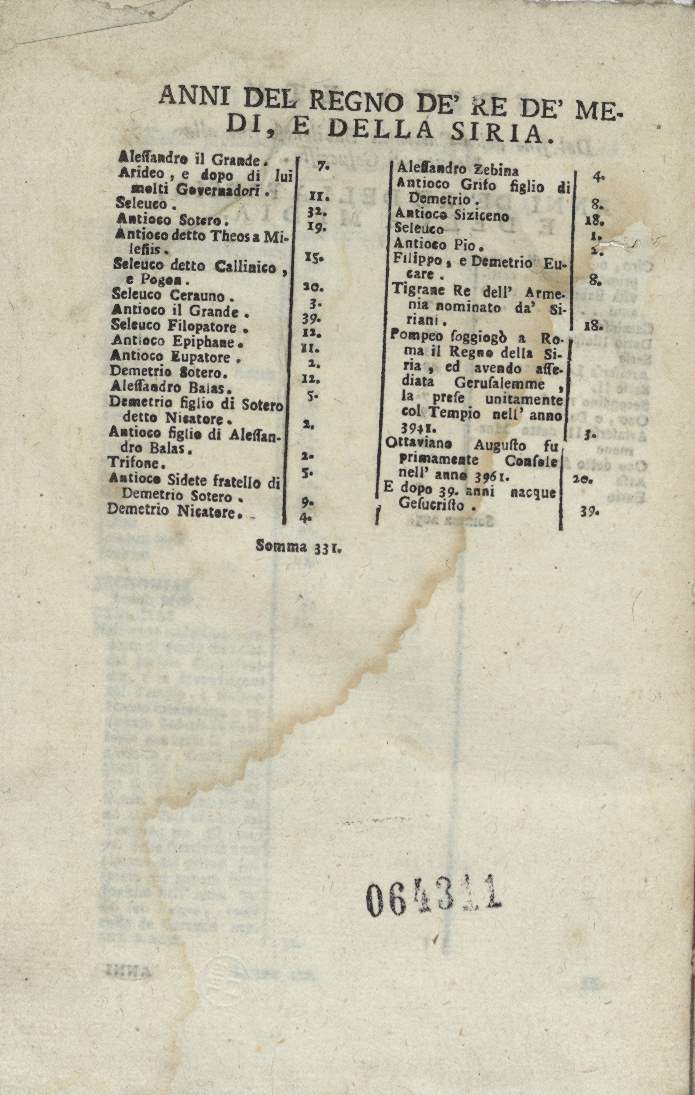 ANNI DEL REGNO DE' RE DE' ME-
DI, E DELLA SIRIA.
Aleſſandro il Grande. 7.
Arideo, e dopo di lui
molti Governadori. 11.
Seleuco. 32.
Antioco Sotero. 19.
Antioco detto Theos a Mi-
leſiis. 15.
Seleuco detto Callinico,
e Pogon. 20.
Seleuco Cerauno. 3.
Antioco il Grande. 39.
Seleuco Filopatore. 12.
Antioco Epiphane. 11.
Antioco Eupatore. 2.
Demetrio Sotero. 12.
Aleſſandro Balas. 5.
Demetrio figlio di Sotero
detto Nicatore. 2.
Antioco figlio di Aleſſan-
dro Balas. 2.
Trifone. 5.
Antioco Sidete fratello di
Demetrio Sotero. 9.
Demetrio Nicatore. 4.
Somma 331.
Aleſſandro Zebina 4.
Antioco Grifo figlio di
Demetrio. 8.
Antioco Siziceno 18.
Seleuco 1.
Antioco Pio. 2.
Filippo, e Demetrio Eu-
care. 8.
Tigrane Re dell' Arme-
nia nominato da' Si-
riani. 18.
Pompeo ſoggiogò a Ro-
ma il Regno della Si-
ria, ed avendo aſſe-
diata Geruſalemme,
la preſe unitamente
col Tempio nell' anno
3941. 3.
Ottaviano Auguſto fu
primamente Conſole
nell' anno 3961. 20.
E dopo 39. anni nacque
Geſucriſto. 39.
064311